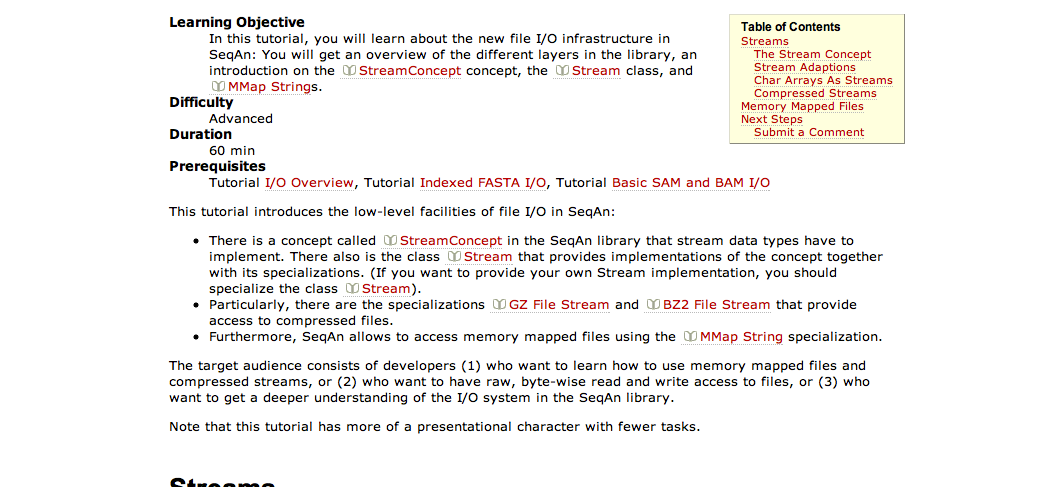 Learning Objective
In this tutorial, you will learn about the new file I/O infrastructure in
SeqAn: You will get an overview of the different layers in the library, an
introduction on the StreamConcept concept, the Stream class, and
MMap Strings.
Difficulty
Advanced
Duration
60 min
Prerequisites
Tutorial I/O Overview, Tutorial Indexed FASTA I/O, Tutorial Basic SAM and BAM I/O
Table of Contents
Streams
The Stream Concept
Stream Adaptions
Char Arrays As Streams
Compressed Streams
Memory Mapped Files
Next Steps
Submit a Comment
This tutorial introduces the low-level facilities of file I/O in SeqAn:
• There is a concept called StreamConcept in the SeqAn library that stream data types have to
implement. There also is the class Stream that provides implementations of the concept together
with its specializations. (If you want to provide your own Stream implementation, you should
specialize the class Stream).
• Particularly, there are the specializations GZ File Stream and BZ2 File Stream that provide
access to compressed files.
• Furthermore, SeqAn allows to access memory mapped files using the MMap String specialization.
The target audience consists of developers (1) who want to learn how to use memory mapped files and
compressed streams, or (2) who want to have raw, byte-wise read and write access to files, or (3) who
want to get a deeper understanding of the I/O system in the SeqAn library.
Note that this tutorial has more of a presentational character with fewer tasks.
Streams